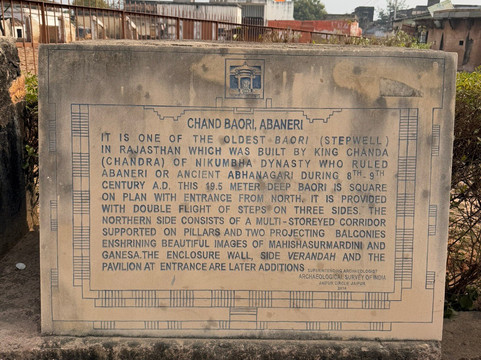 CHAND BAORI, ABANERI
IT IS ONE OF THE OLDEST BAORI (STEPWELL)
IN RAJASTHAN WHICH WAS BUILT BY KING CHANDA
(CHANDRA) OF NIKUMBHA DYNASTY WHO RULED
ABANERI OR ANCIENT ABHANAGARI DURING 8TH- 9TH
CENTURY A.D. THIS 19.5 METER DEEP BAORI IS SQUARE
ON PLAN WITH ENTRANCE FROM NORTH. IT IS PROVIDED
WITH DOUBLE FLIGHT OF STEPS ON THREE SIDES. THE
NORTHERN SIDE CONSISTS OF A MULTI-STOREYED CORRIDOR
SUPPORTED ON PILLARS AND TWO PROJECTING BALCONIES
ENSHRINING BEAUTIFUL IMAGES OF MAHISHASURMARDINI AND
GANESA.THE ENCLOSURE WALL, SIDE VERANDAH AND THE
PAVILION AT ENTRANCE ARE LATER ADDITIONS
SUPERINTENDING ARCHAEOLOGIST
ARCHAEOLOGICAL SURVEY OF INDIA
JAIPUR CIRCLE JAIPUR